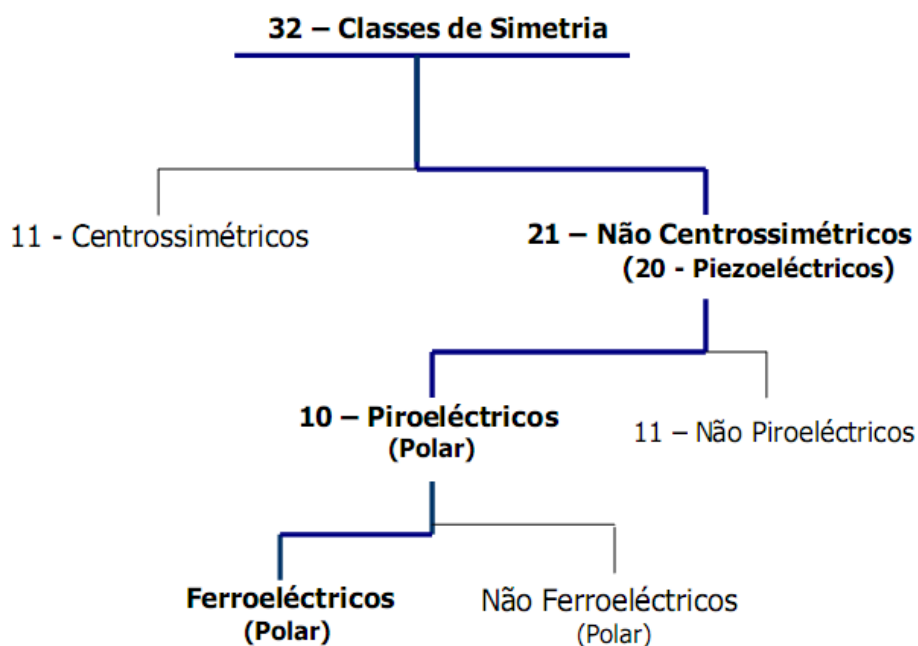 32 – Classes de Simetria
11 - Centrossimétricos
21 – Não Centrossimétricos
(20 - Piezoeléctricos)
10 – Piroeléctricos
(Polar)
11 – Não Piroeléctricos
Ferroeléctricos
(Polar)
Não Ferroeléctricos
(Polar)